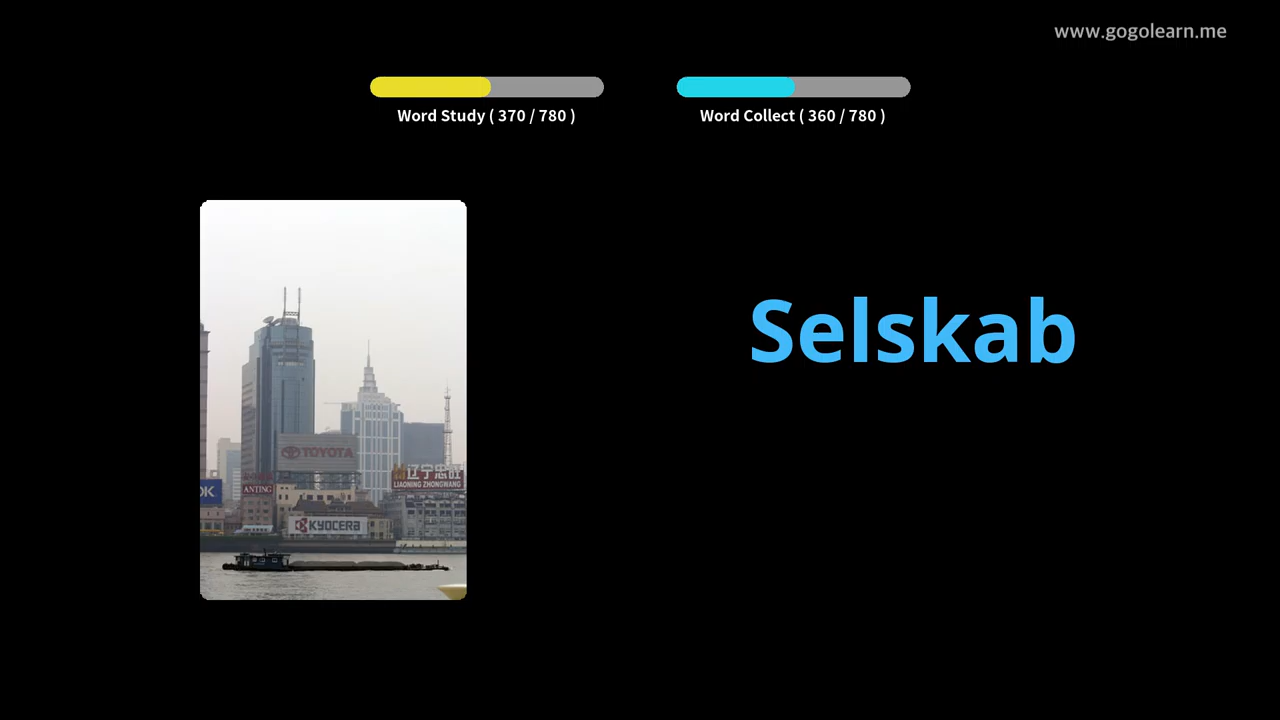 www.gogolearn.me
Word Study ( 370 / 780 )
Word Collect ( 360 / 780 )
Selskab
TOYOTA
辽宁忠旺
LIAONING ZHONGWANG
OK
ANTING
KYOCERA